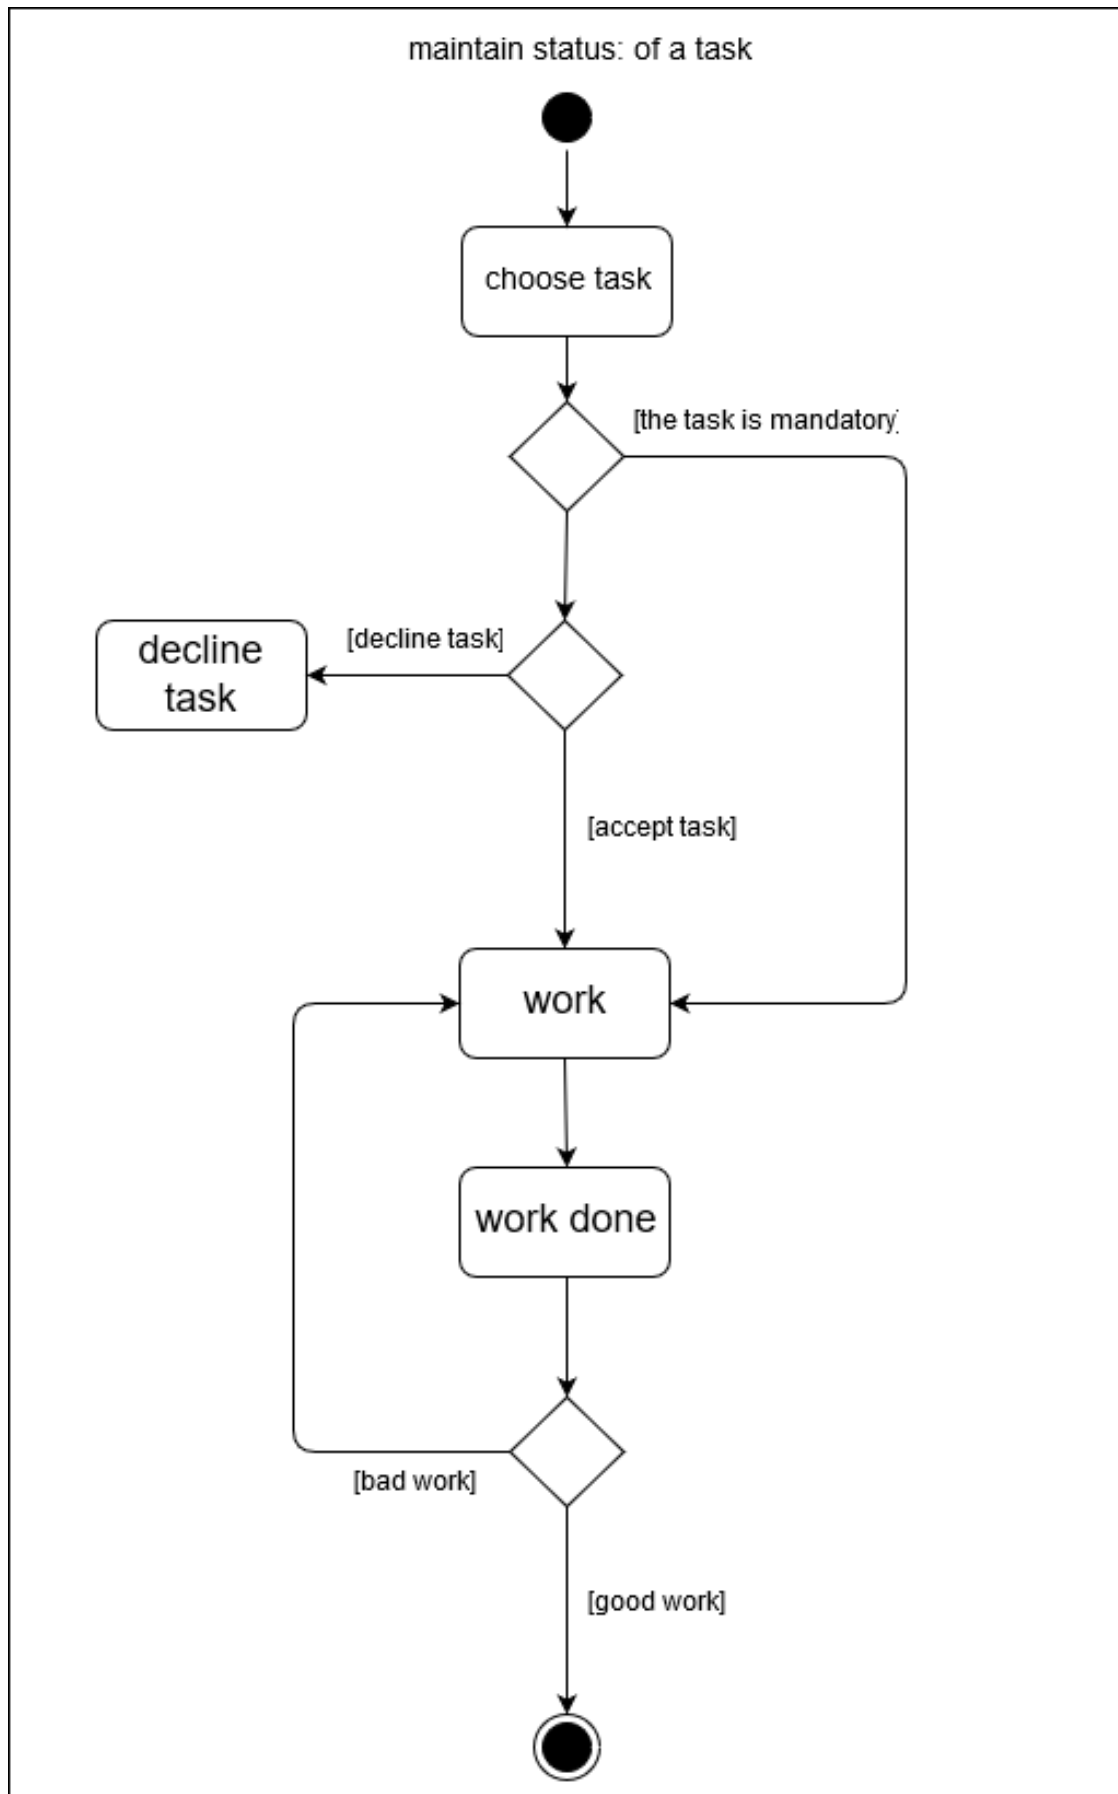 maintain status: of a task
choose task
[the task is mandatory]
[decline task]
decline
task
[accept task]
work
work done
[bad work]
[good work]